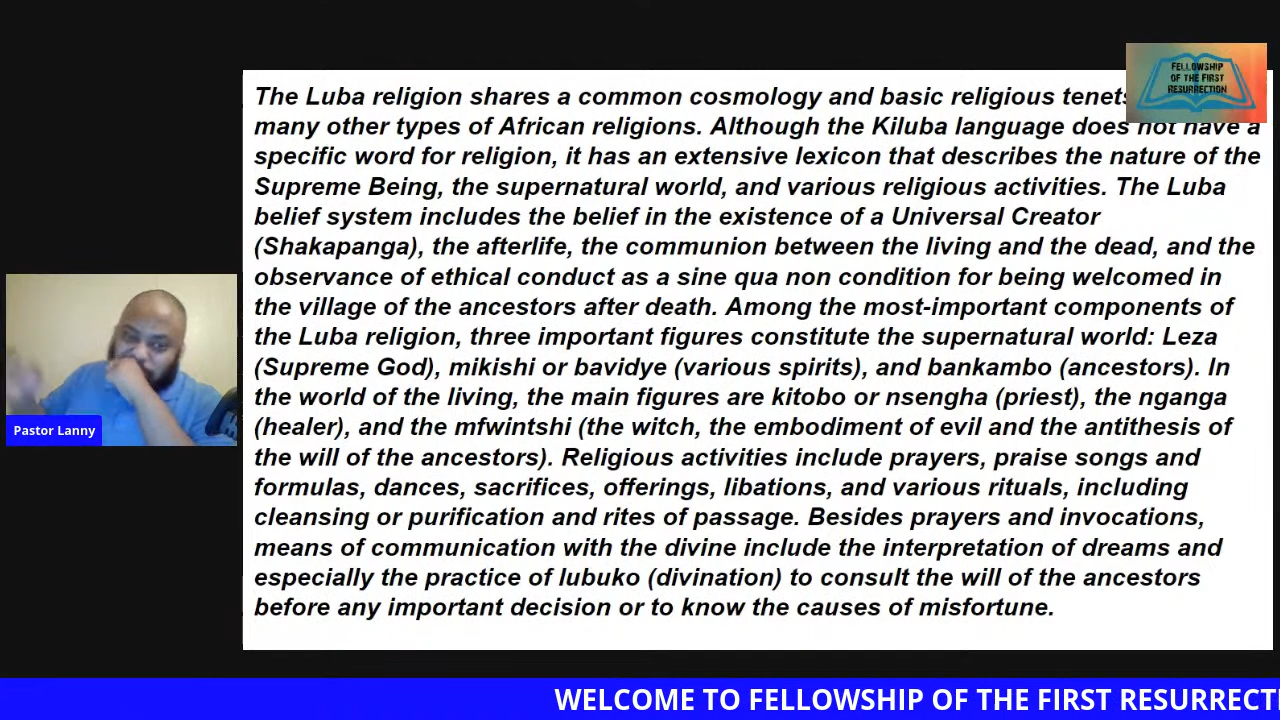 FELLOWSHIP
OF THE FIRST
RESURRECTION
The Luba religion shares a common cosmology and basic religious tenets
many other types of African religions. Although the Kiluba language does not have a
specific word for religion, it has an extensive lexicon that describes the nature of the
Supreme Being, the supernatural world, and various religious activities. The Luba
belief system includes the belief in the existence of a Universal Creator
(Shakapanga), the afterlife, the communion between the living and the dead, and the
observance of ethical conduct as a sine qua non condition for being welcomed in
the village of the ancestors after death. Among the most-important components of
the Luba religion, three important figures constitute the supernatural world: Leza
(Supreme God), mikishi or bavidye (various spirits), and bankambo (ancestors). In
the world of the living, the main figures are kitobo or nsengha (priest), the nganga
(healer), and the mfwintshi (the witch, the embodiment of evil and the antithesis of
the will of the ancestors). Religious activities include prayers, praise songs and
formulas, dances, sacrifices, offerings, libations, and various rituals, including
cleansing or purification and rites of passage. Besides prayers and invocations,
means of communication with the divine include the interpretation of dreams and
especially the practice of lubuko (divination) to consult the will of the ancestors
before any important decision or to know the causes of misfortune.
Pastor Lanny
WELCOME TO FELLOWSHIP OF THE FIRST RESURRECTI